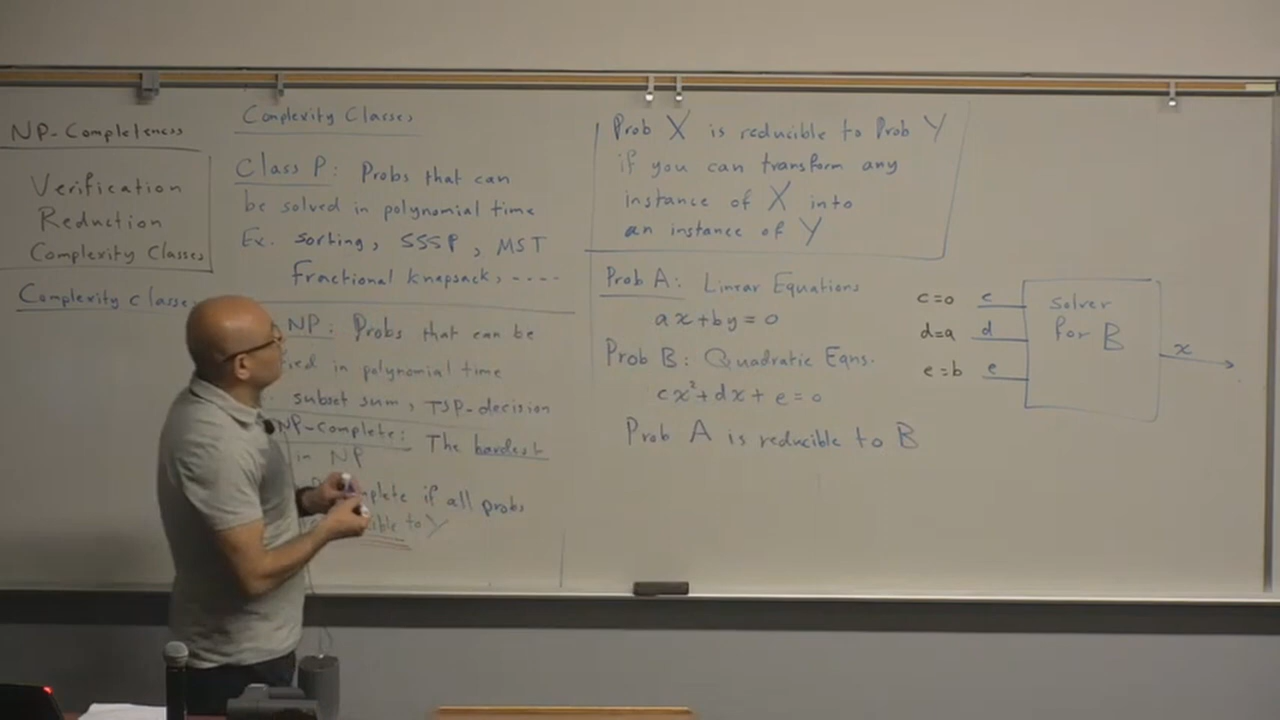 NP-Completeness
Verification
Reduction
Complexity Classes
Complexity classe
Complexity Classes
Class P: Probs that can
be solved in polynomial time
Ex. sorting, SSSP, MST
Fractional knapsack, ----
NP: Probs that can be
ied in polynomial time
subset sum, TSP-decision
NP-Complete: The hardest
in NP
plete if all probs
ible to Y
Prob X is reducible to Prob Y
if you can transform any
instance of X into
an instance of Y
Prob A: Linear Equations
ax+by=0
Prob B: Quadratic Eqns.
cx²+dx+e=0
Prob A is reducible to B
c=0 c
d=a d
e=b e
Solver
for B
x